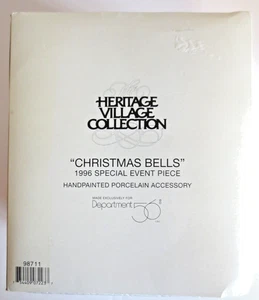 HERITAGE
VILLAGE
COLLECTION
"CHRISTMAS BELLS"
1996 SPECIAL EVENT PIECE
HANDPAINTED PORCELAIN ACCESSORY
MADE EXCLUSIVELY FOR
Department 56
98711